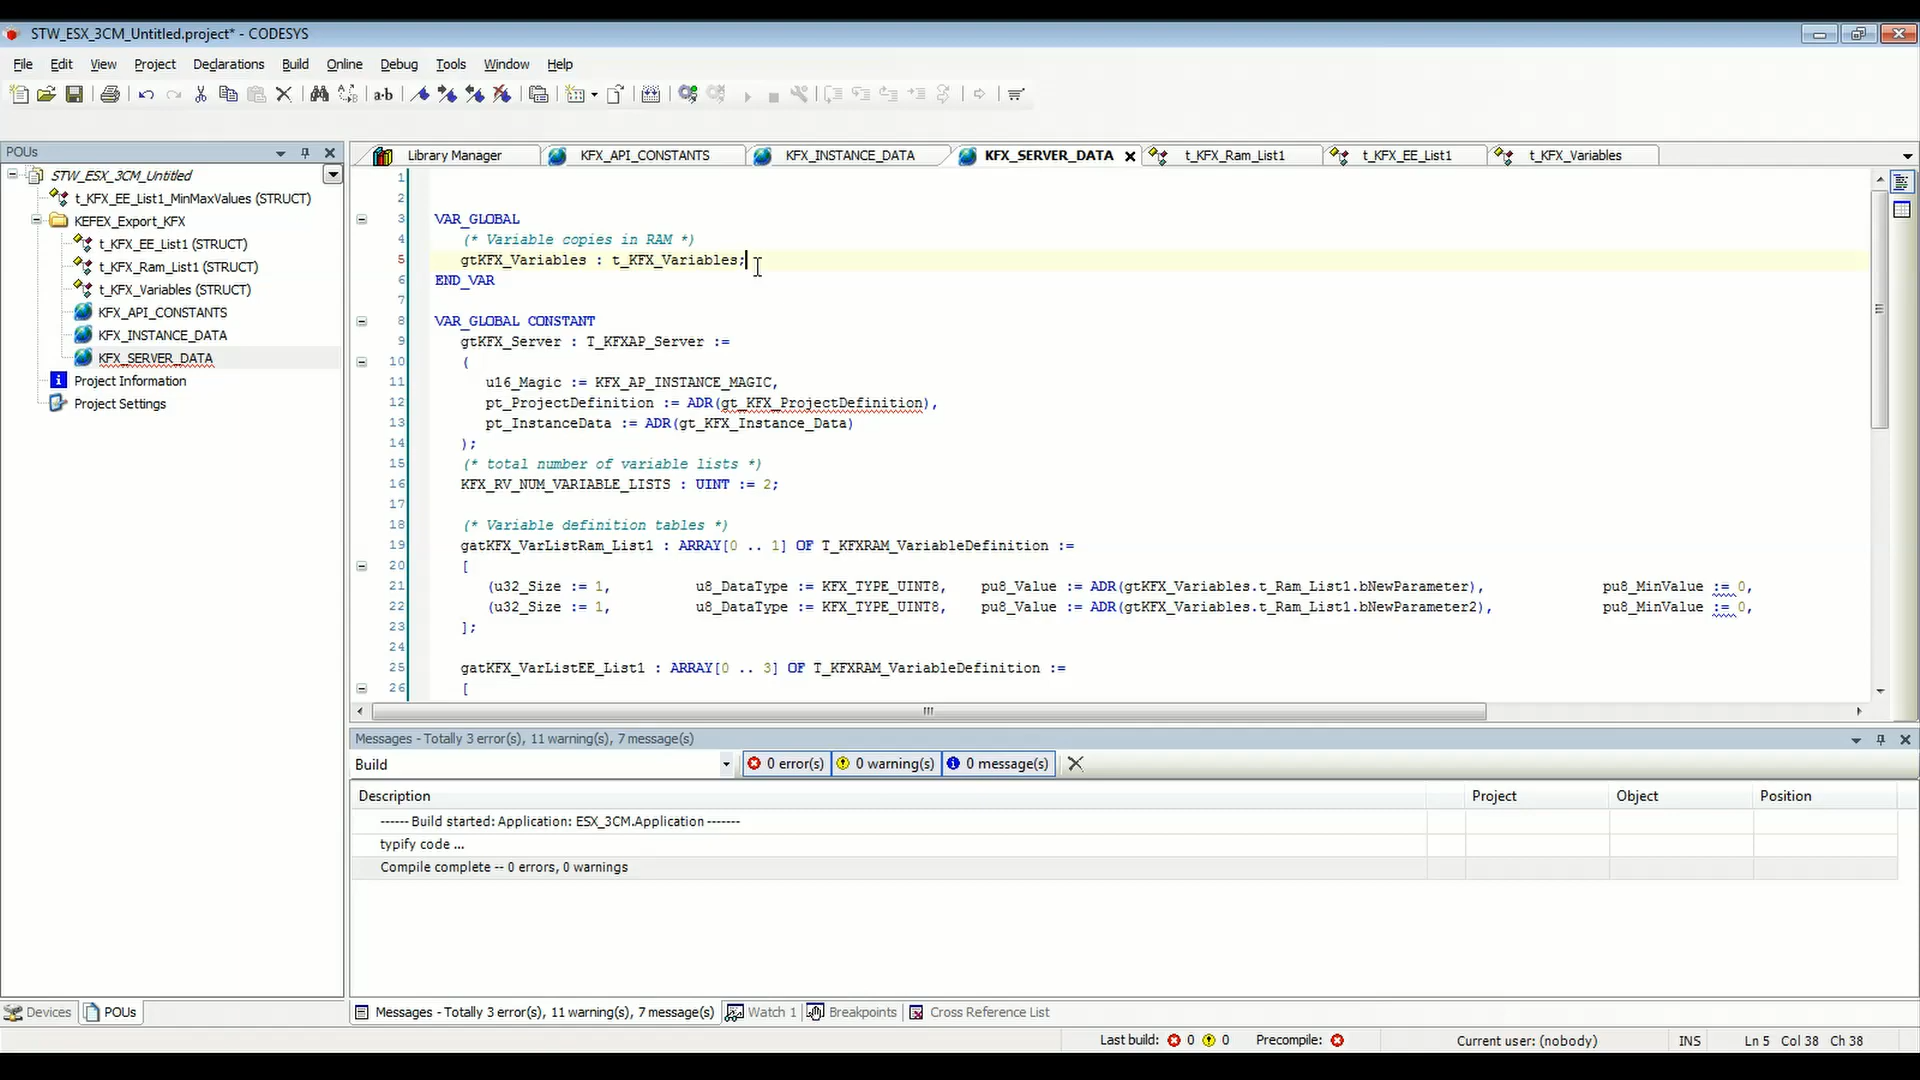 STW_ESX_3CM_Untitled.project* - CODESYS
File Edit View Project Declarations Build Online Debug Tools Window Help
POUs
STW_ESX_3CM_Untitled
t_KFX_EE_List1_MinMaxValues (STRUCT)
KEFEX_Export_KFX
t_KFX_EE_List1 (STRUCT)
t_KFX_Ram_List1 (STRUCT)
t_KFX_Variables (STRUCT)
KFX_API_CONSTANTS
KFX_INSTANCE_DATA
KFX_SERVER_DATA
Project Information
Project Settings
Library Manager KFX_API_CONSTANTS KFX_INSTANCE_DATA KFX_SERVER_DATA t_KFX_Ram_List1 t_KFX_EE_List1 t_KFX_Variables
1
2
3 VAR_GLOBAL
4 (* Variable copies in RAM *)
5 gtKFX_Variables : t_KFX_Variables;
6 END_VAR
7
8 VAR_GLOBAL CONSTANT
9 gtKFX_Server : T_KFXAP_Server :=
10 (
11 u16_Magic := KFX_AP_INSTANCE_MAGIC,
12 pt_ProjectDefinition := ADR(gt_KFX_ProjectDefinition),
13 pt_InstanceData := ADR(gt_KFX_Instance_Data)
14 );
15 (* total number of variable lists *)
16 KFX_RV_NUM_VARIABLE_LISTS : UINT := 2;
17
18 (* Variable definition tables *)
19 gatKFX_VarListRam_List1 : ARRAY[0 .. 1] OF T_KFXRAM_VariableDefinition :=
20 [
21 (u32_Size := 1, u8_DataType := KFX_TYPE_UINT8, pu8_Value := ADR(gtKFX_Variables.t_Ram_List1.bNewParameter), pu8_MinValue := 0,
22 (u32_Size := 1, u8_DataType := KFX_TYPE_UINT8, pu8_Value := ADR(gtKFX_Variables.t_Ram_List1.bNewParameter2), pu8_MinValue := 0,
23 ];
24
25 gatKFX_VarListEE_List1 : ARRAY[0 .. 3] OF T_KFXRAM_VariableDefinition :=
26 [
Messages - Totally 3 error(s), 11 warning(s), 7 message(s)
Build 0 error(s) 0 warning(s) 0 message(s)
Description Project Object Position
------ Build started: Application: ESX_3CM.Application -------
typify code ...
Compile complete -- 0 errors, 0 warnings
Devices POUs Messages - Totally 3 error(s), 11 warning(s), 7 message(s) Watch 1 Breakpoints Cross Reference List
Last build: 0 0 Precompile: Current user: (nobody) INS Ln 5 Col 38 Ch 38